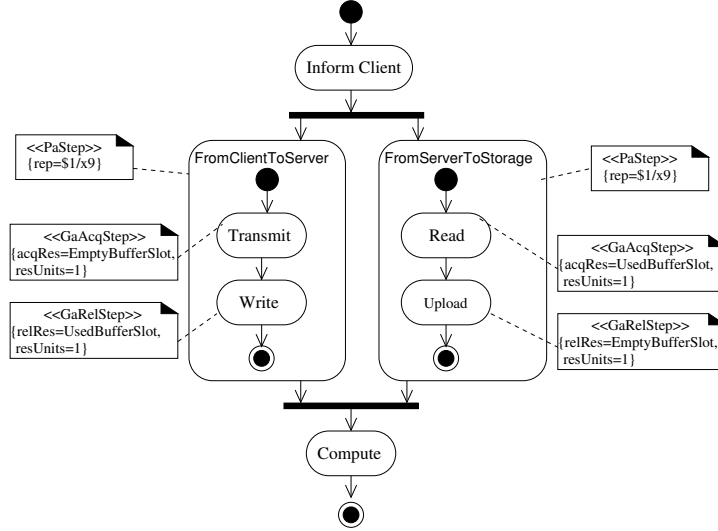 Inform Client
<<PaStep>>
{rep=$1/x9}
FromClientToServer
FromServerToStorage
<<PaStep>>
{rep=$1/x9}
<<GaAcqStep>>
{acqRes=EmptyBufferSlot,
resUnits=1}
Transmit
Read
<<GaAcqStep>>
{acqRes=UsedBufferSlot,
resUnits=1}
<<GaRelStep>>
{relRes=UsedBufferSlot,
resUnits=1}
Write
Upload
<<GaRelStep>>
{relRes=EmptyBufferSlot,
resUnits=1}
Compute